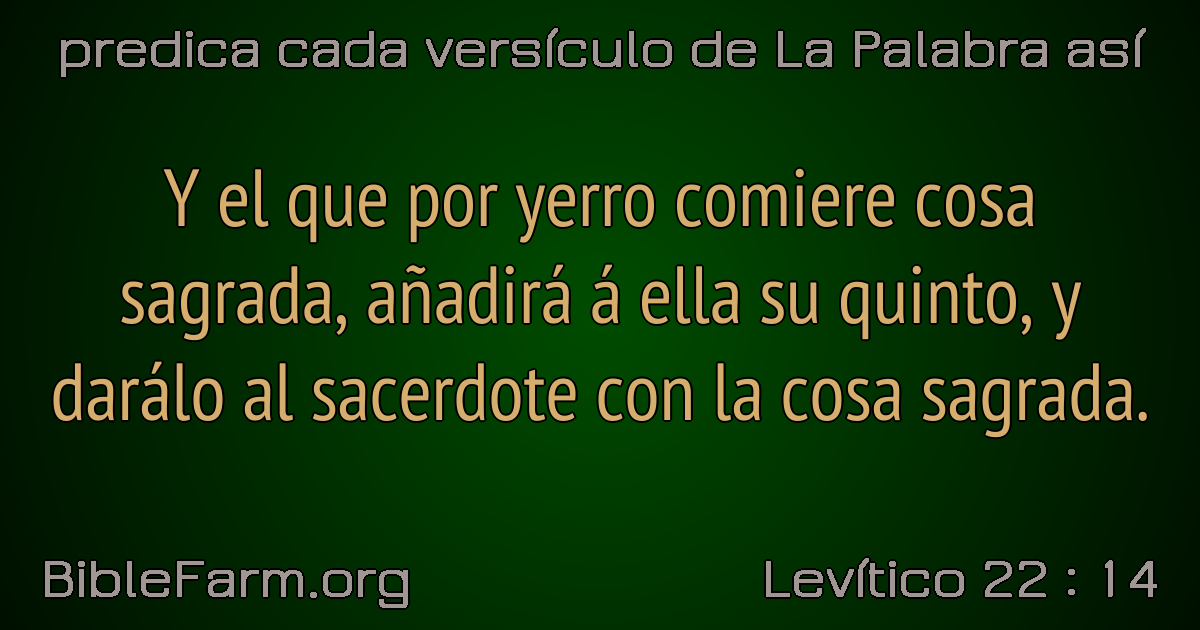 predica cada versículo de La Palabra así
Y el que por yerro comiere cosa
sagrada, añadirá á ella su quinto, y
darálo al sacerdote con la cosa sagrada.
BibleFarm.org
Levítico 22 : 14